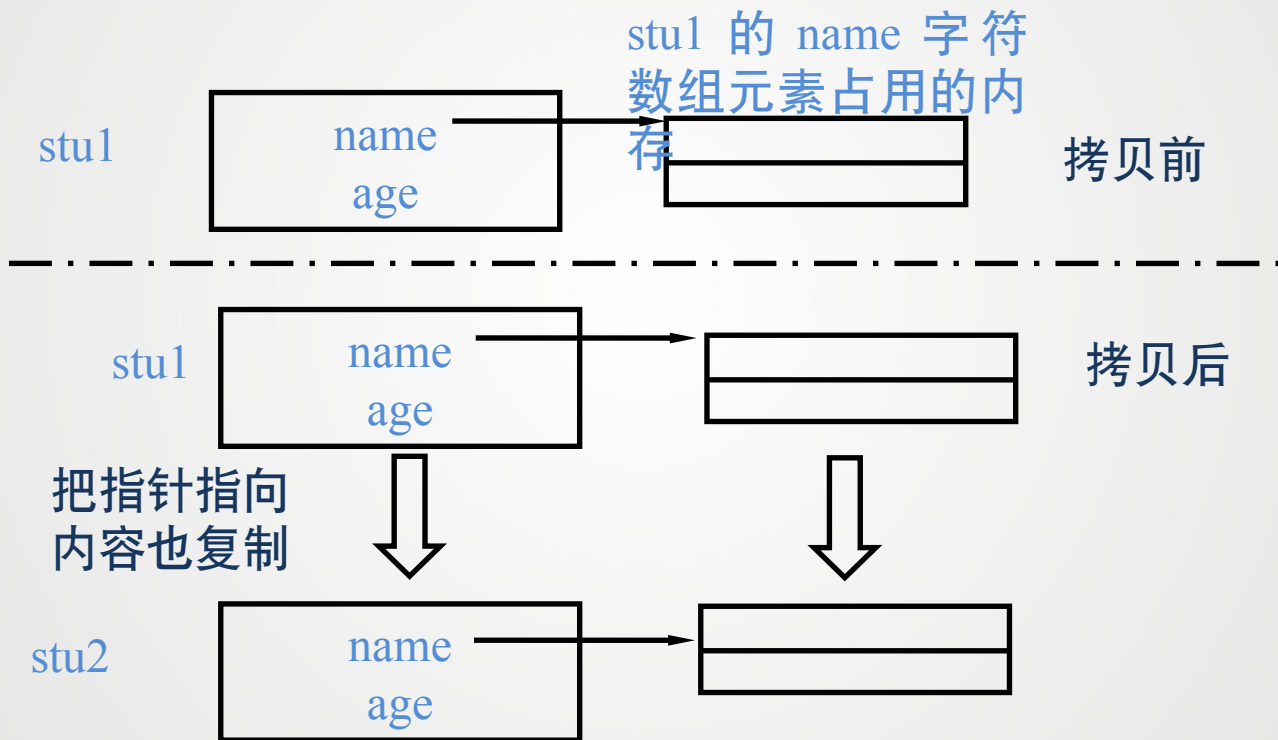 stu1 的 name 字符
数组元素占用的内
存
stu1
name
age
拷贝前
stu1
name
age
拷贝后
把指针指向
内容也复制
stu2
name
age